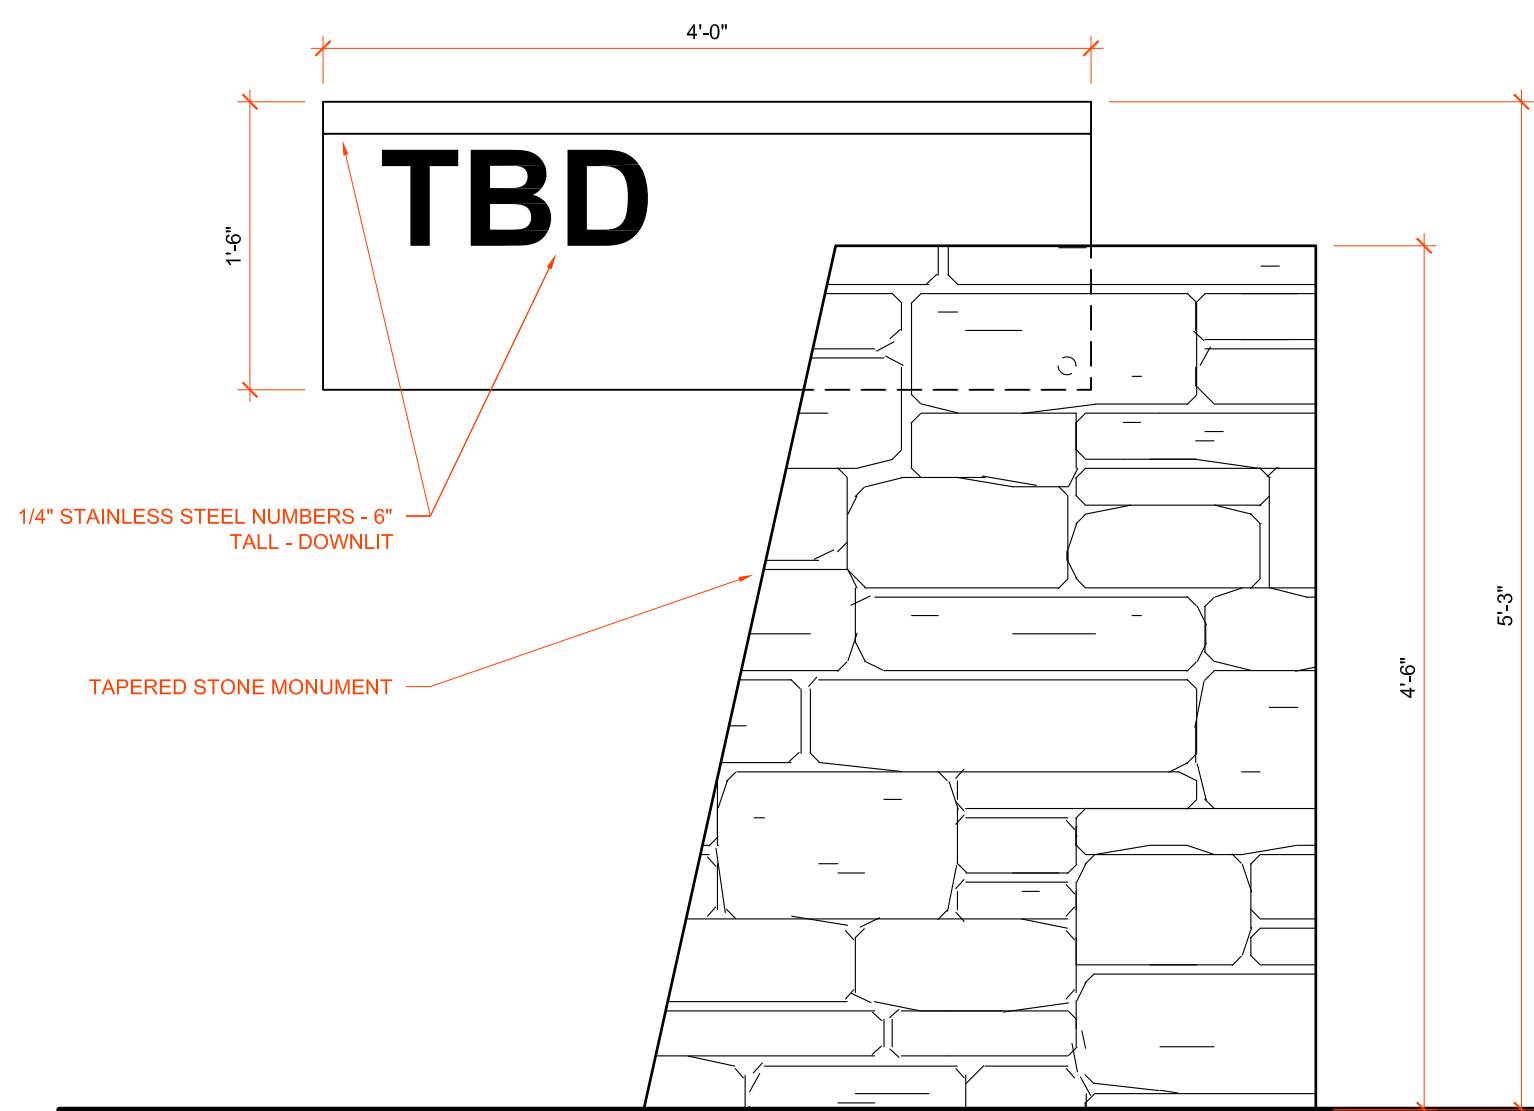 4'-0"
TBD
1'-6"
1/4" STAINLESS STEEL NUMBERS - 6"
TALL - DOWNLIT
TAPERED STONE MONUMENT
4'-6"
5'-3"